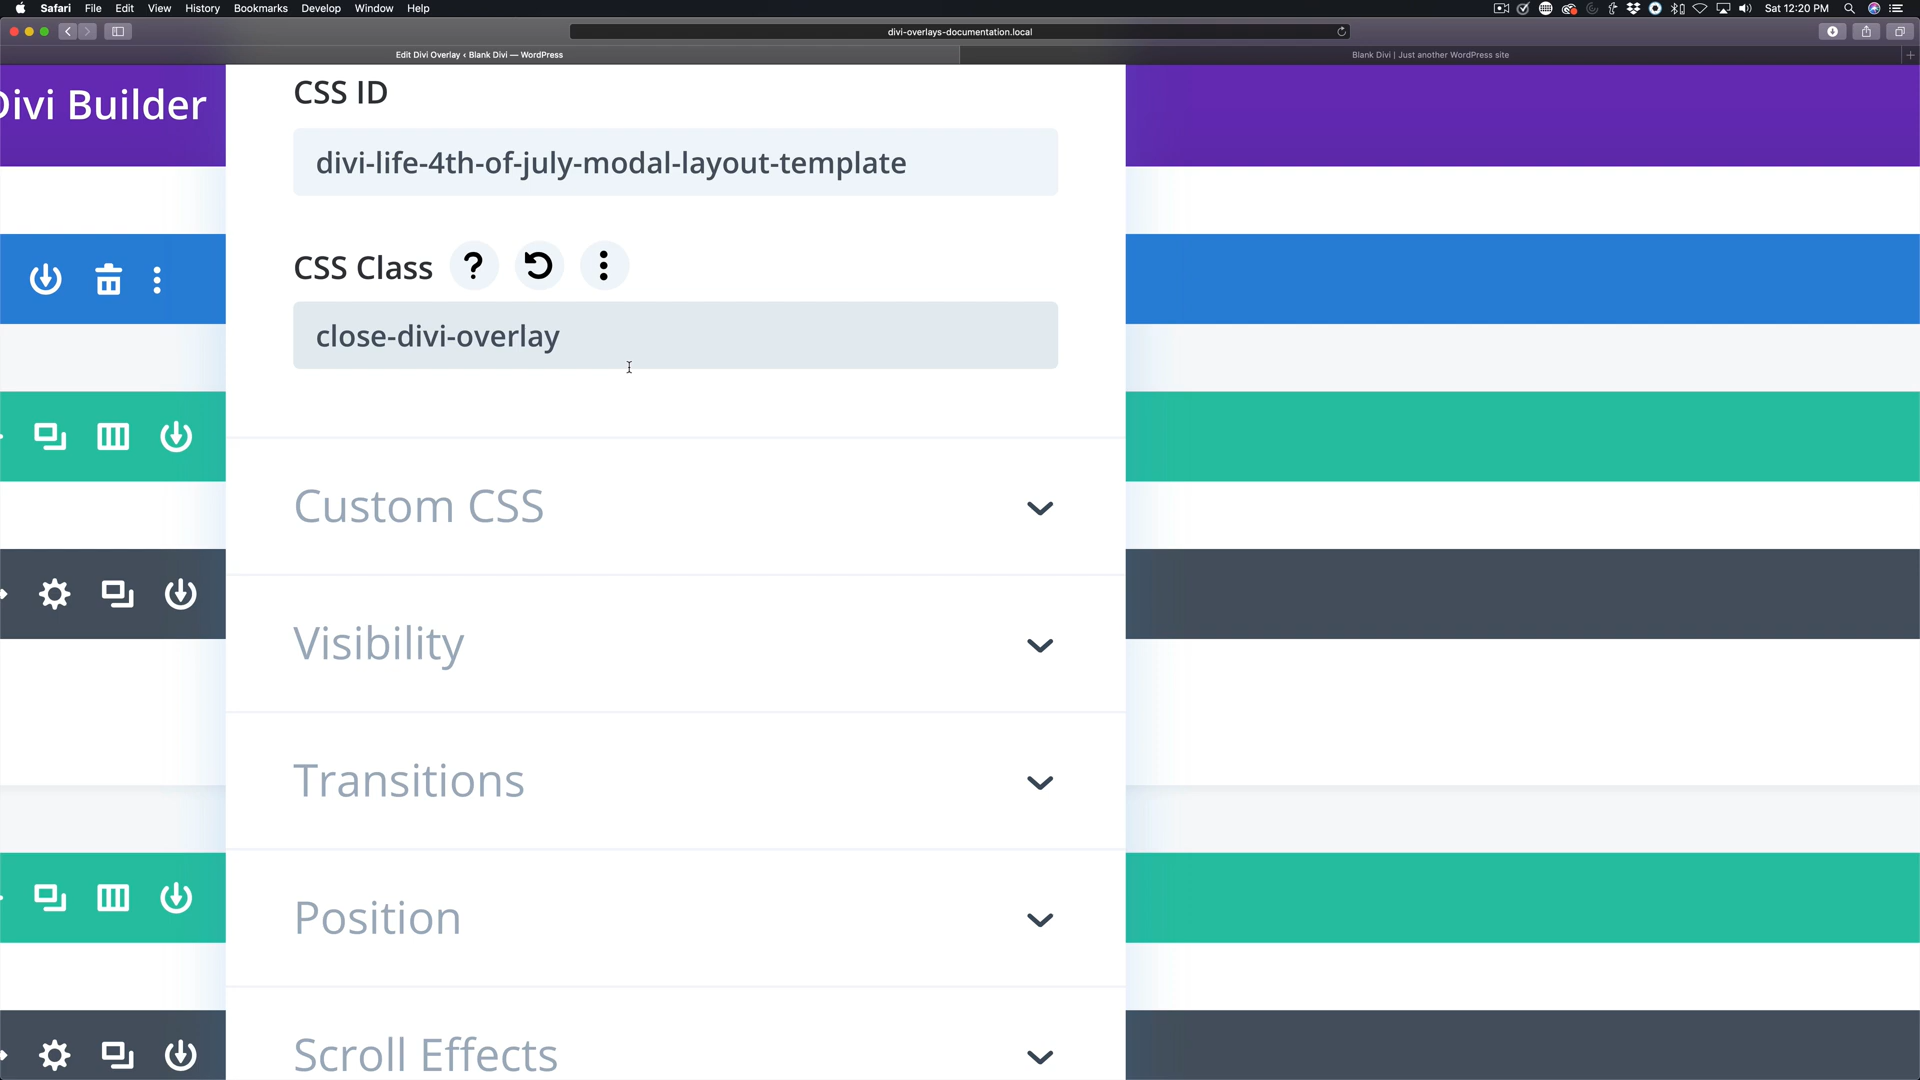 Safari File Edit View History Bookmarks Develop Window Help
Sat 12:20 PM
divi-overlays-documentation.local
Edit Divi Overlay ‹ Blank Divi — WordPress
Blank Divi | Just another WordPress site
Divi Builder
CSS ID
divi-life-4th-of-july-modal-layout-template
CSS Class ?
close-divi-overlay
Custom CSS
Visibility
Transitions
Position
Scroll Effects